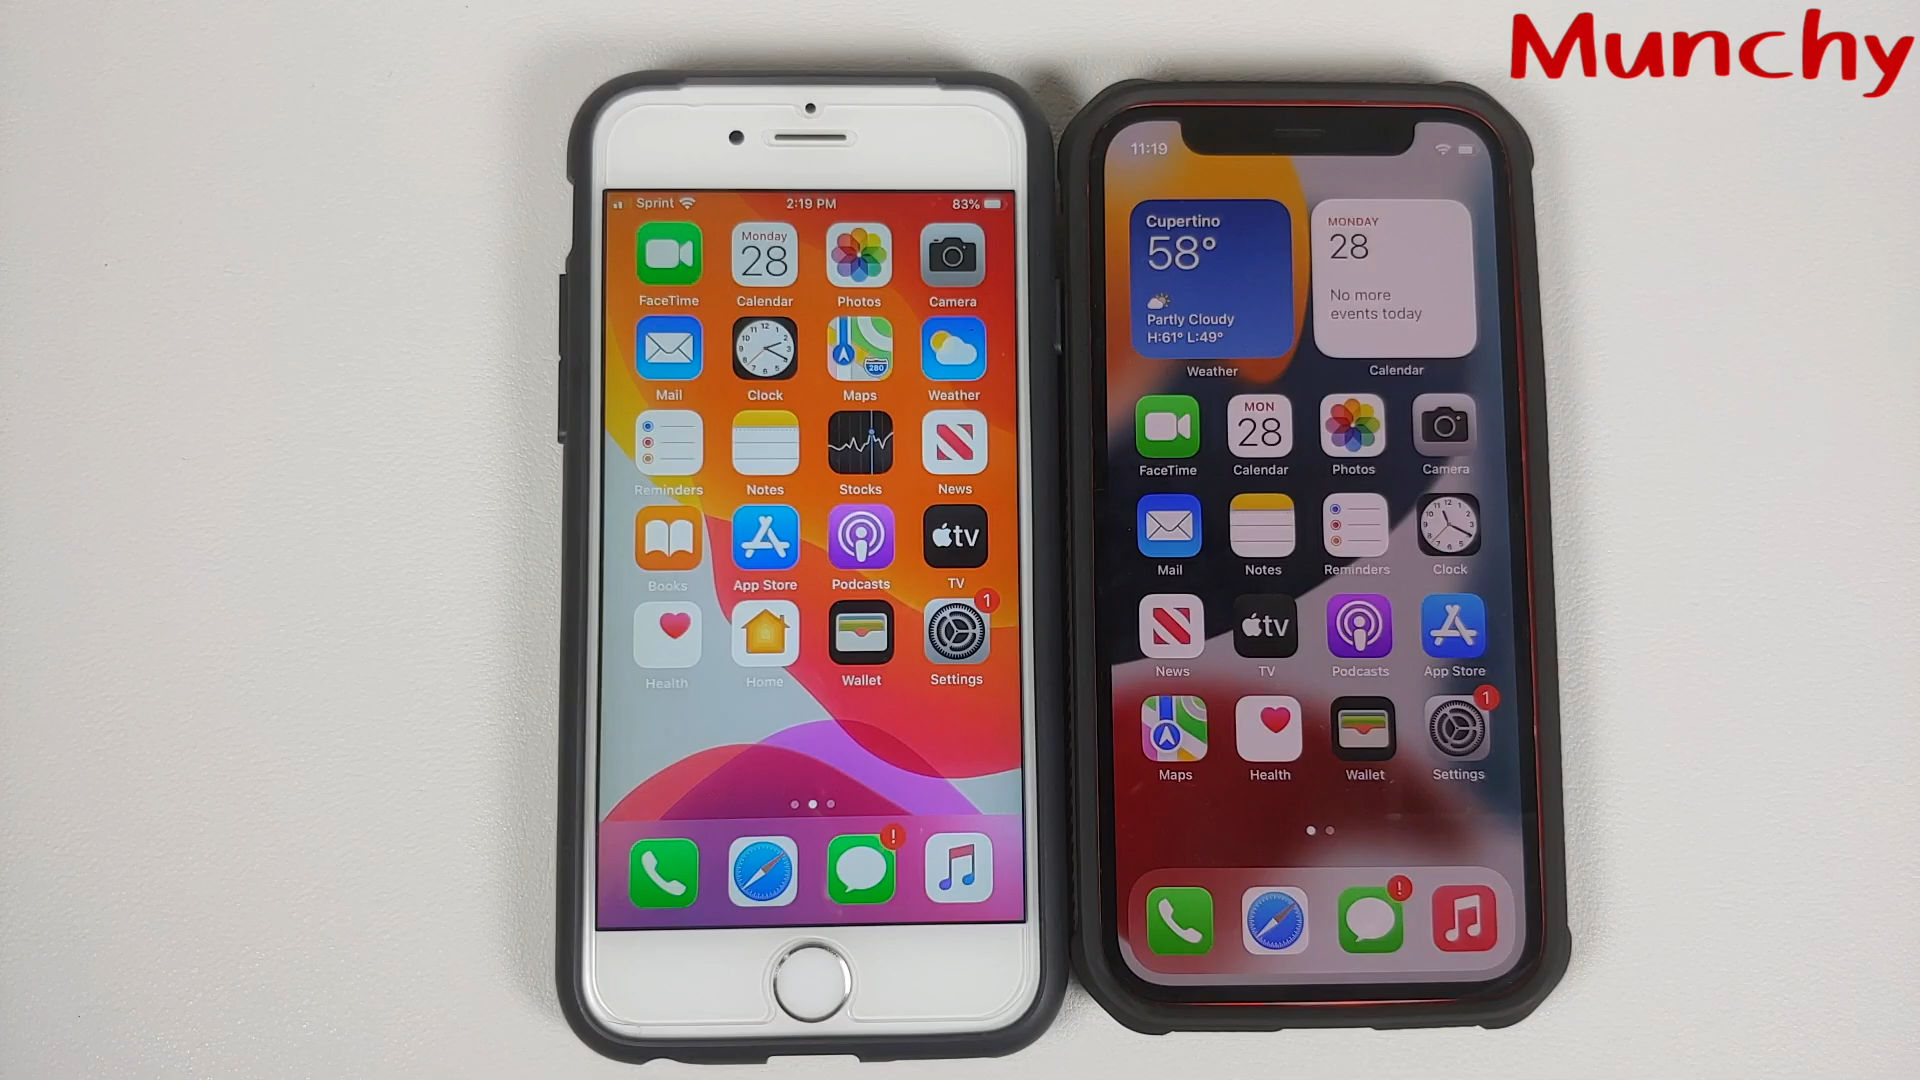 Munchy
Sprint 2:19 PM 83%
Monday
28
FaceTime Calendar Photos Camera
280
Mail Clock Maps Weather
Reminders Notes Stocks News
tv
Books App Store Podcasts TV
1
Health Home Wallet Settings
!
11:19
Cupertino
58°
Partly Cloudy
H:61° L:49°
Weather
MONDAY
28
No more
events today
Calendar
MON
28
FaceTime Calendar Photos Camera
Mail Notes Reminders Clock
tv
News TV Podcasts App Store
1
Maps Health Wallet Settings
!